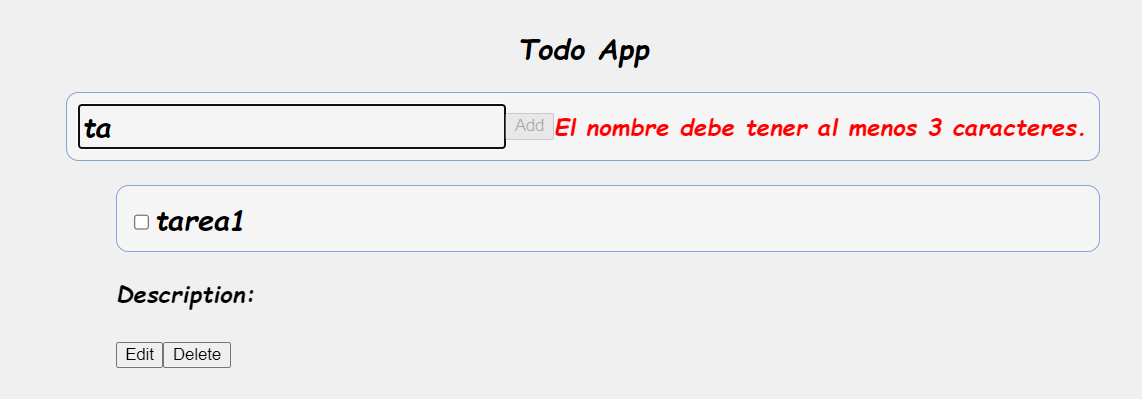 Todo App
ta Add El nombre debe tener al menos 3 caracteres.
tarea1
Description:
Edit Delete